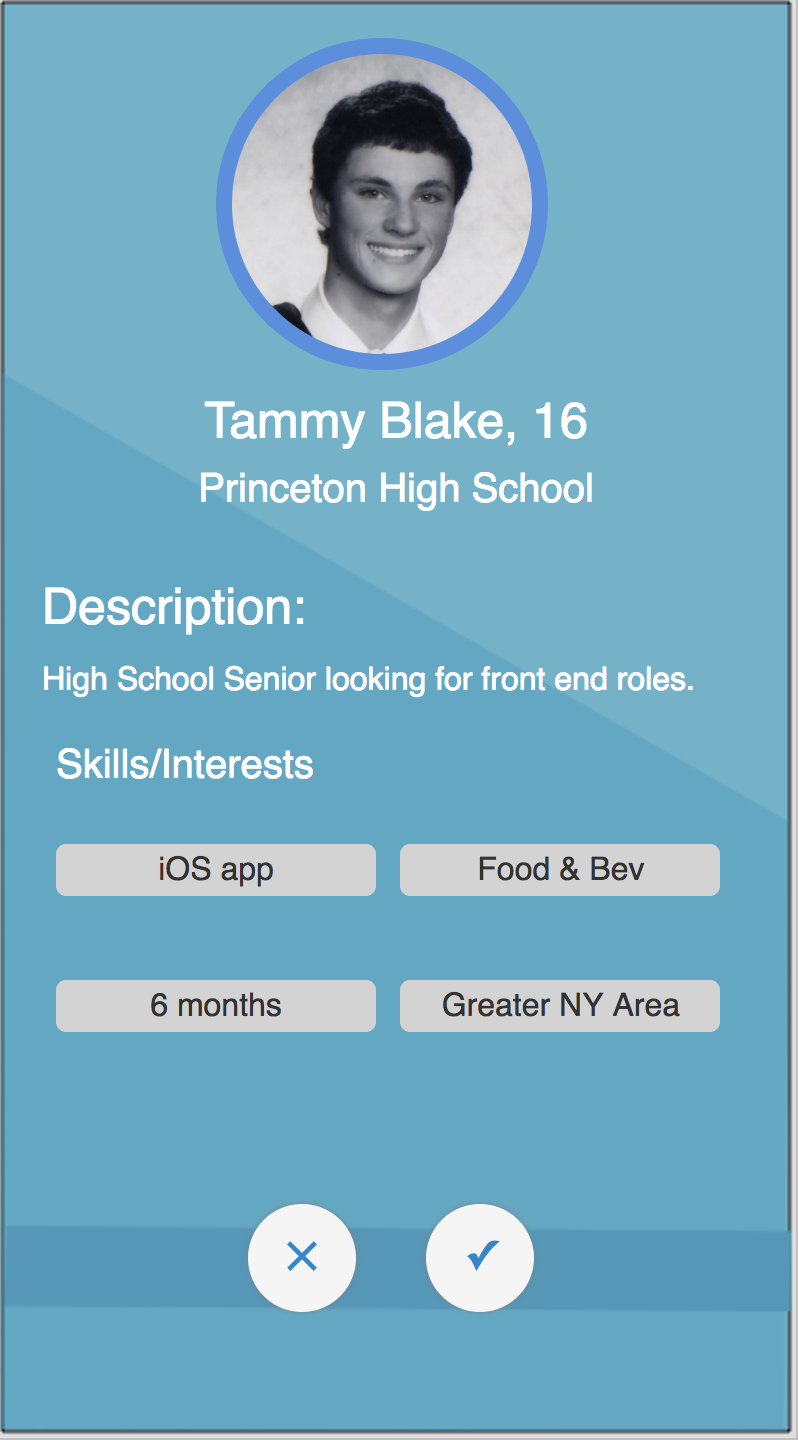 Tammy Blake, 16
Princeton High School
Description:
High School Senior looking for front end roles.
Skills/Interests
iOS app
Food & Bev
6 months
Greater NY Area